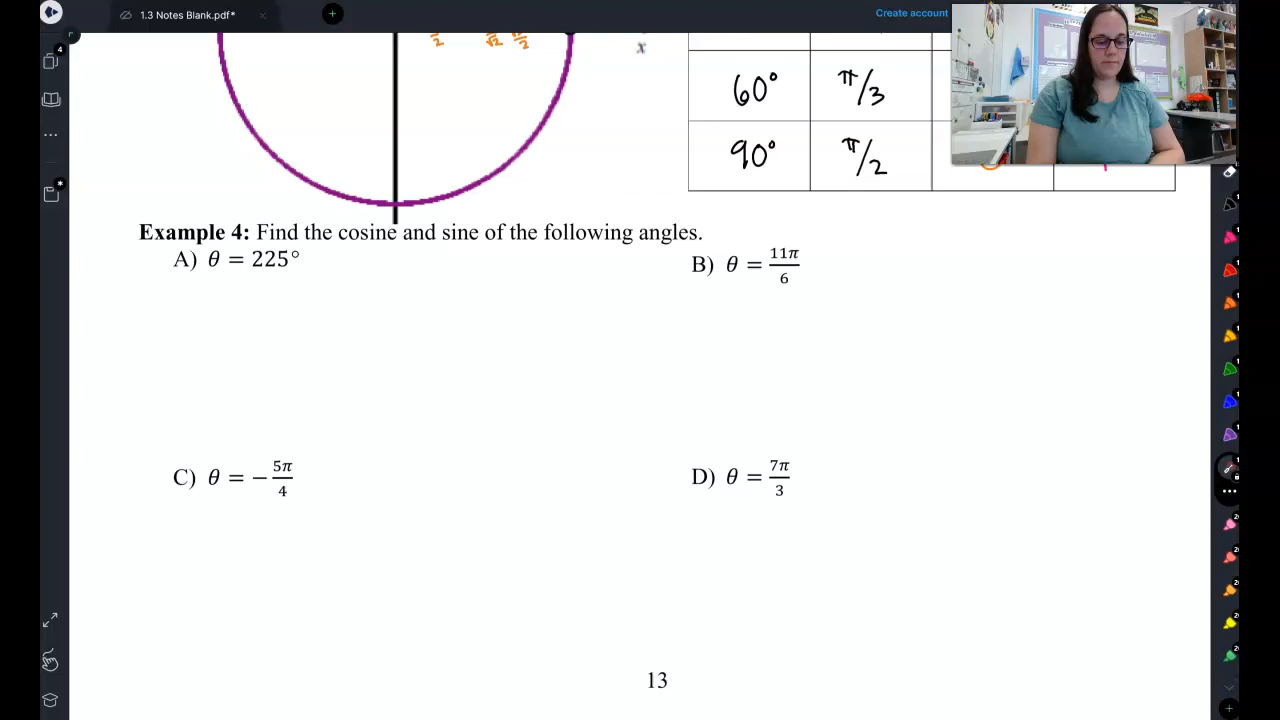 1.3 Notes Blank.pdf*
Create account
4
x
60° π/3
90° π/2
Example 4: Find the cosine and sine of the following angles.
A) θ = 225°
B) θ = 11π/6
C) θ = −5π/4
D) θ = 7π/3
13